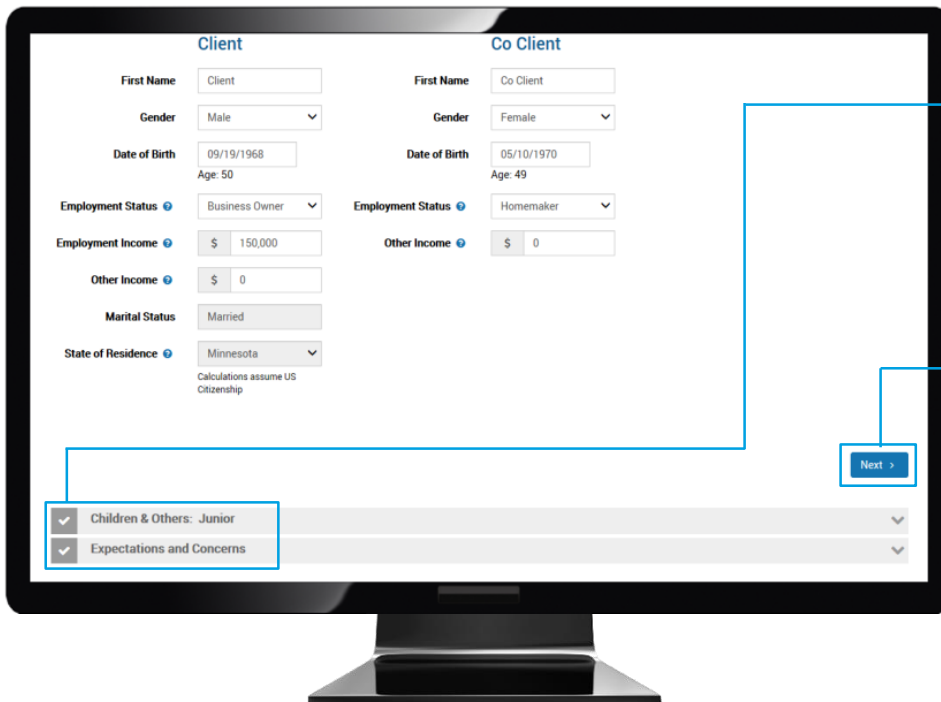 Client Co Client
First Name Client First Name Co Client
Gender Male Gender Female
Date of Birth 09/19/1968 Date of Birth 05/10/1970
Age: 50 Age: 49
Employment Status Business Owner Employment Status Homemaker
Employment Income $ 150,000 Other Income $ 0
Other Income $ 0
Marital Status Married
State of Residence Minnesota
Calculations assume US
Citizenship
Next >
Children & Others: Junior
Expectations and Concerns